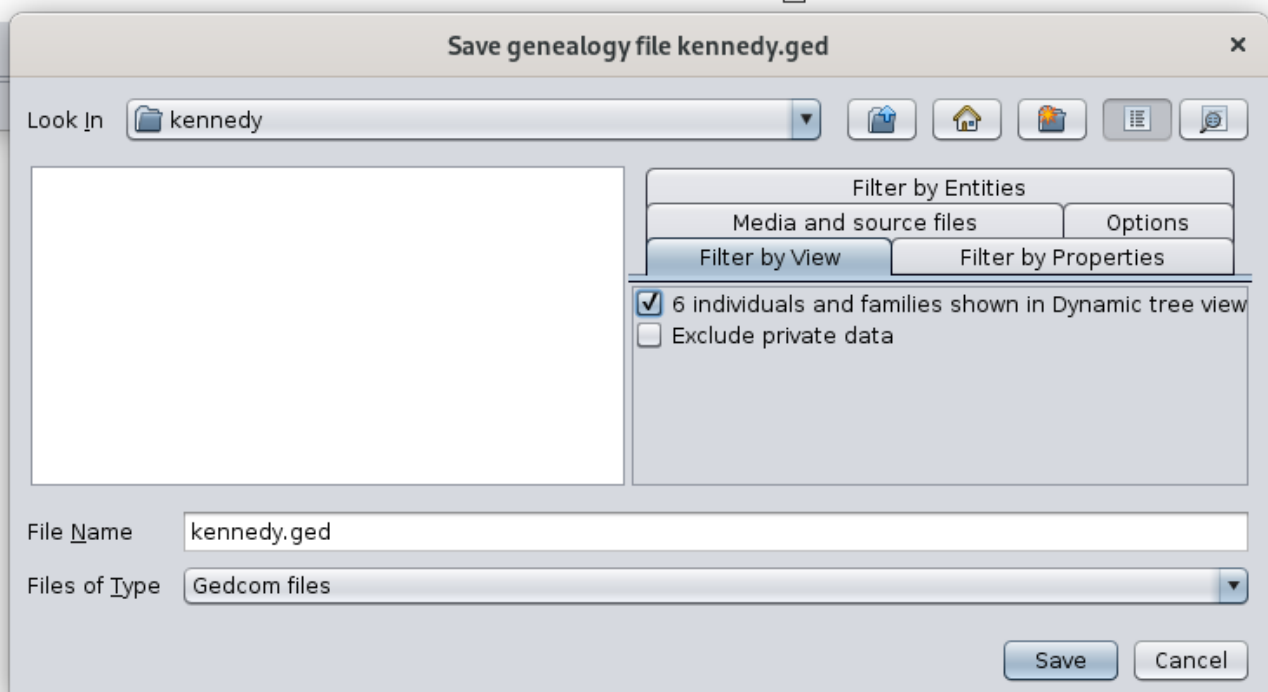 Save genealogy file kennedy.ged
Look In kennedy
Filter by Entities
Media and source files Options
Filter by View Filter by Properties
6 individuals and families shown in Dynamic tree view
Exclude private data
File Name kennedy.ged
Files of Type Gedcom files
Save Cancel